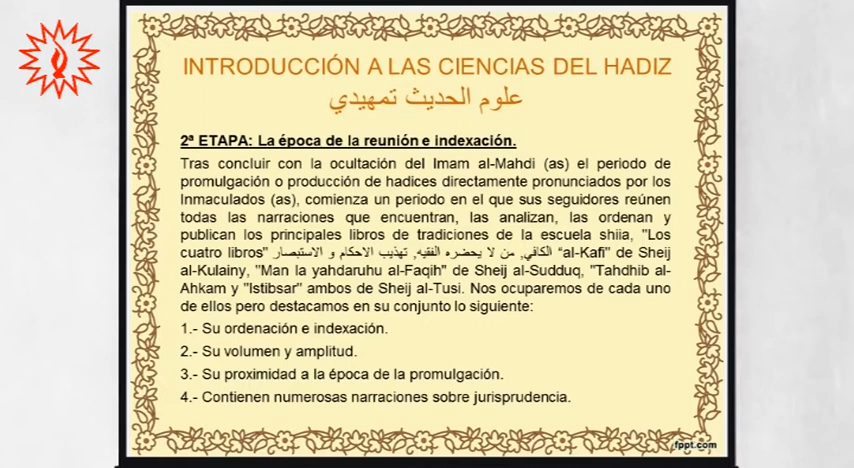 INTRODUCCIÓN A LAS CIENCIAS DEL HADIZ
علوم الحديث تمهيدي
2ª ETAPA: La época de la reunión e indexación.
Tras concluir con la ocultación del Imam al-Mahdi (as) el periodo de
promulgación o producción de hadices directamente pronunciados por los
Inmaculados (as), comienza un periodo en el que sus seguidores reúnen
todas las narraciones que encuentran, las analizan, las ordenan y
publican los principales libros de tradiciones de la escuela shiia, "Los
cuatro libros" الكافي, من لا يحضره الفقيه, تهذيب الاحكام و الاستبصار "al-Kafi" de Sheij
al-Kulainy, "Man la yahdaruhu al-Faqih" de Sheij al-Sudduq, "Tahdhib al-
Ahkam y "Istibsar" ambos de Sheij al-Tusi. Nos ocuparemos de cada uno
de ellos pero destacamos en su conjunto lo siguiente:
1.- Su ordenación e indexación.
2.- Su volumen y amplitud.
3.- Su proximidad a la época de la promulgación.
4.- Contienen numerosas narraciones sobre jurisprudencia.
fppt.com